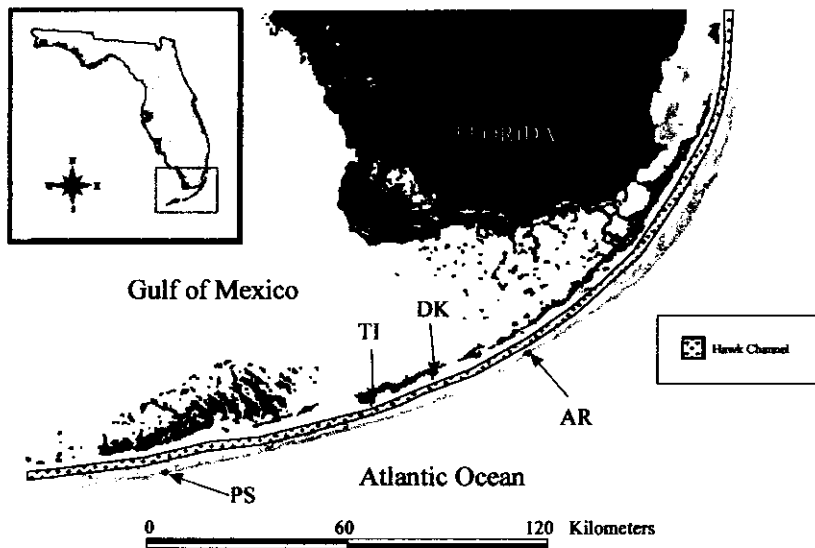 N
S
FLORIDA
Gulf of Mexico
DK
TI
Hawk Channel
AR
PS
Atlantic Ocean
0 60 120 Kilometers